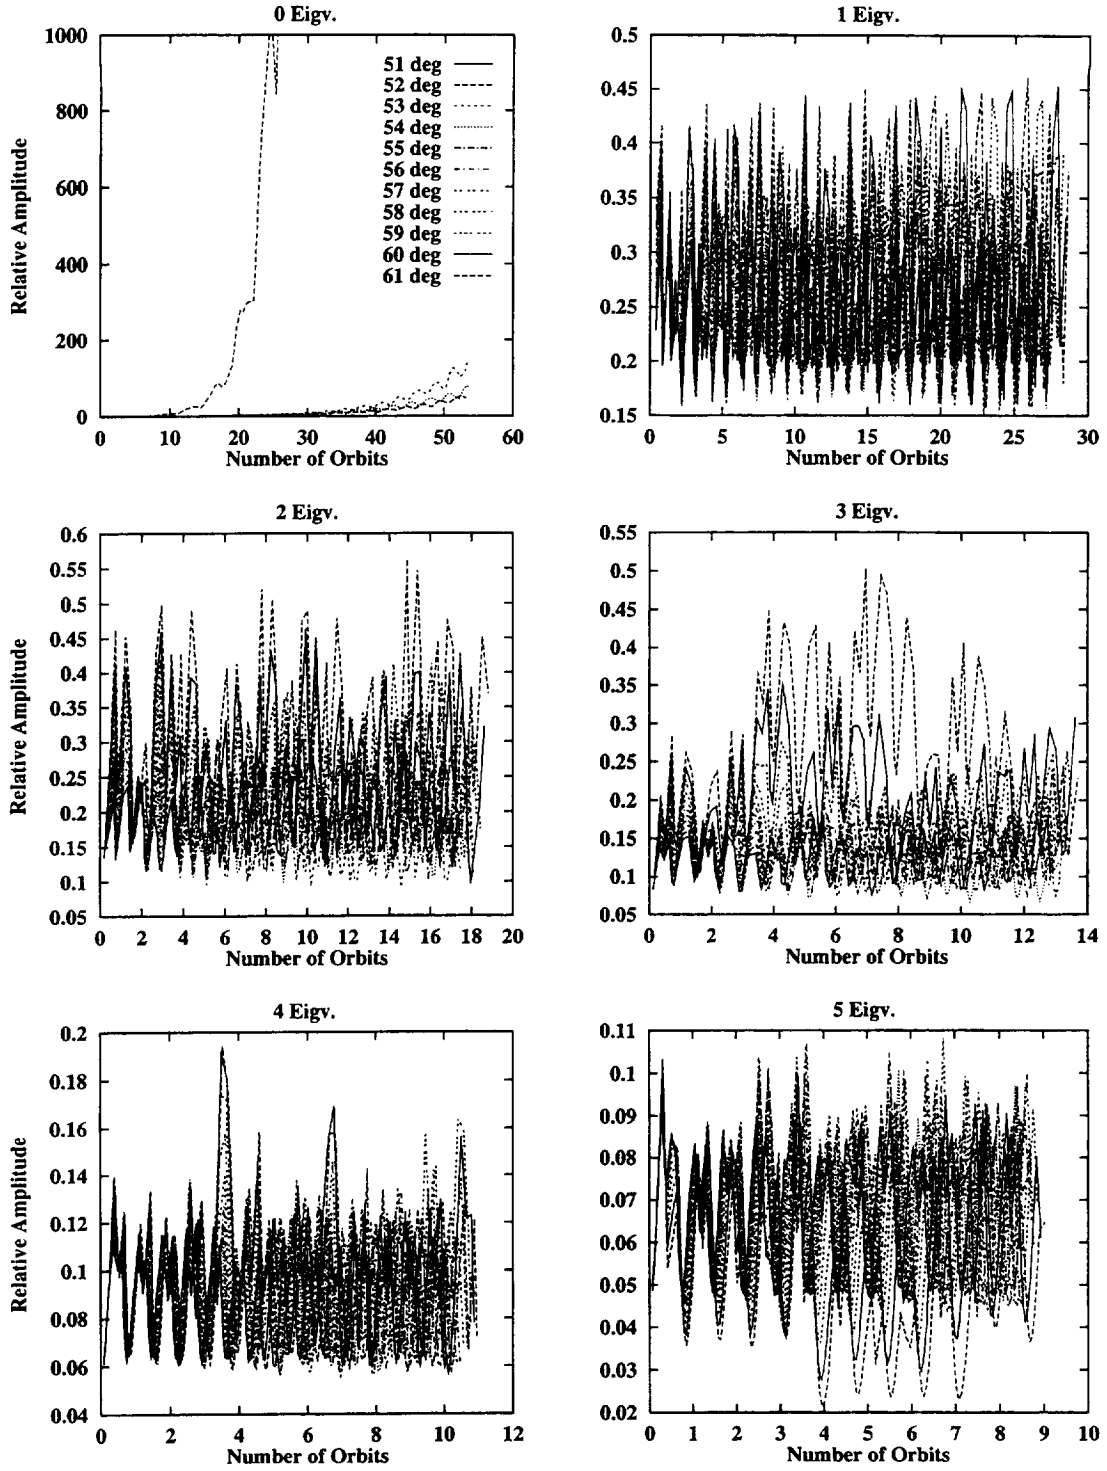 0 Eigv.
Relative Amplitude
1000
800
600
400
200
0
51 deg
52 deg
53 deg
54 deg
55 deg
56 deg
57 deg
58 deg
59 deg
60 deg
61 deg
0 10 20 30 40 50 60
Number of Orbits
1 Eigv.
0.5
0.45
0.4
0.35
0.3
0.25
0.2
0.15
0 5 10 15 20 25 30
Number of Orbits
2 Eigv.
Relative Amplitude
0.6
0.55
0.5
0.45
0.4
0.35
0.3
0.25
0.2
0.15
0.1
0.05
0 2 4 6 8 10 12 14 16 18 20
Number of Orbits
3 Eigv.
0.55
0.5
0.45
0.4
0.35
0.3
0.25
0.2
0.15
0.1
0.05
0 2 4 6 8 10 12 14
Number of Orbits
4 Eigv.
Relative Amplitude
0.2
0.18
0.16
0.14
0.12
0.1
0.08
0.06
0.04
0 2 4 6 8 10 12
Number of Orbits
5 Eigv.
0.11
0.1
0.09
0.08
0.07
0.06
0.05
0.04
0.03
0.02
0 1 2 3 4 5 6 7 8 9 10
Number of Orbits